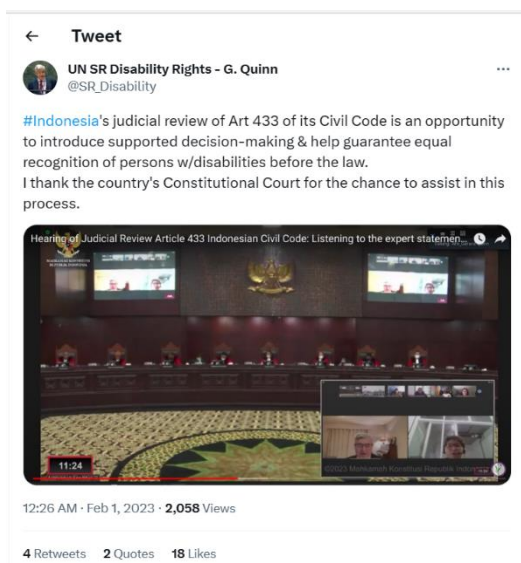 Tweet
UN SR Disability Rights - G. Quinn
@SR_Disability
#Indonesia's judicial review of Art 433 of its Civil Code is an opportunity
to introduce supported decision-making & help guarantee equal
recognition of persons w/disabilities before the law.
I thank the country's Constitutional Court for the chance to assist in this
process.
Hearing of Judicial Review Article 433 Indonesian Civil Code: Listening to the expert statemen...
MAHKAMAH KONSTITUSI
REPUBLIK INDONESIA
©2023 Mahkamah Konstitusi Republik Indonesia
11:24
12:26 AM · Feb 1, 2023 · 2,058 Views
4 Retweets 2 Quotes 18 Likes